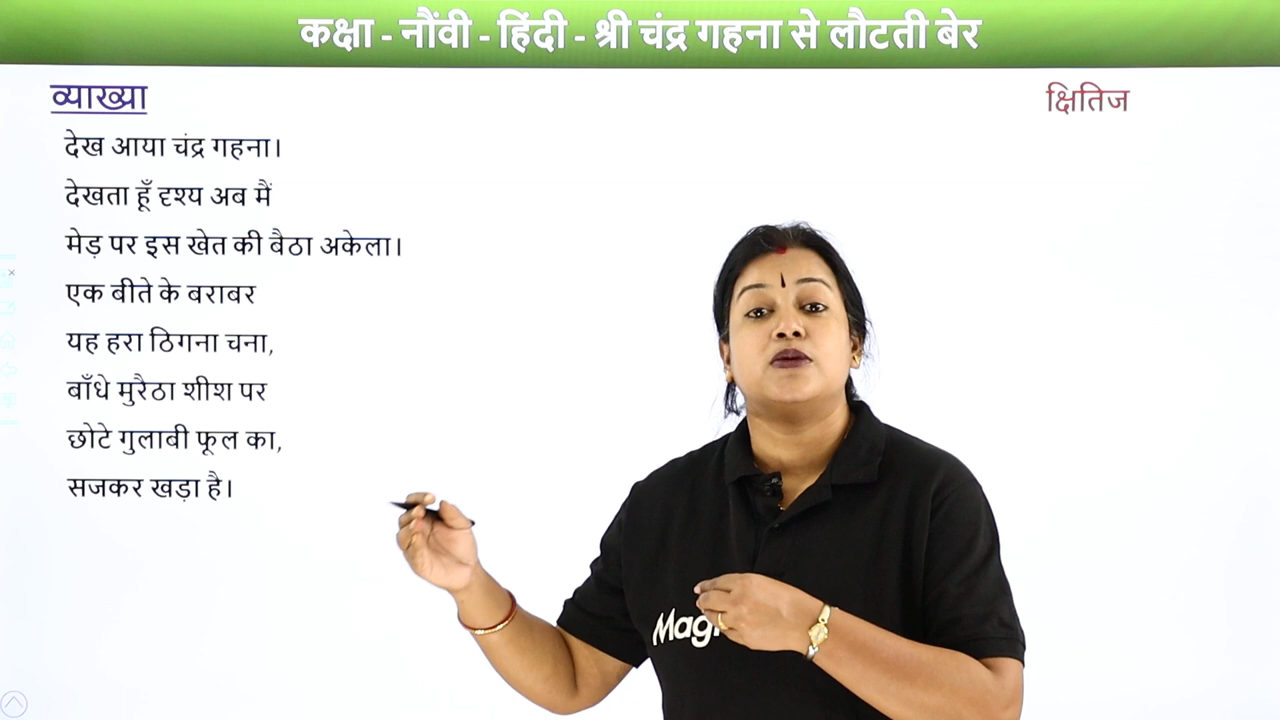 कक्षा - नौंवी - हिंदी - श्री चंद्र गहना से लौटती बेर
व्याख्या
क्षितिज
देख आया चंद्र गहना।
देखता हूँ दृश्य अब मैं
मेड़ पर इस खेत की बैठा अकेला।
एक बीते के बराबर
यह हरा ठिगना चना,
बाँधे मुरैठा शीश पर
छोटे गुलाबी फूल का,
सजकर खड़ा है।